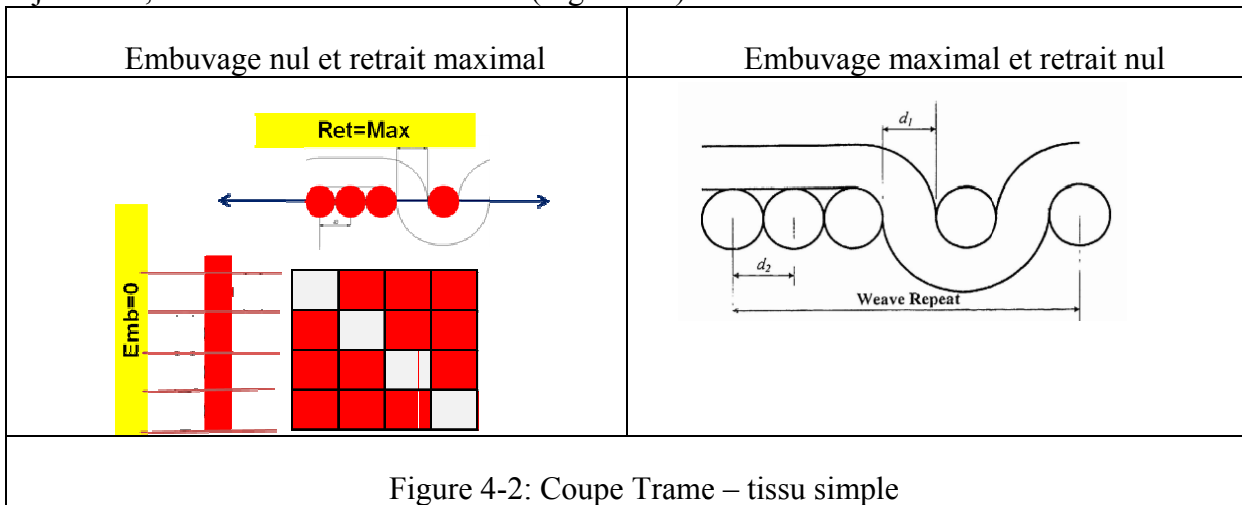 Embuvage nul et retrait maximal
Embuvage maximal et retrait nul
Ret=Max
Emb=0
d1
d2
Weave Repeat
Figure 4-2: Coupe Trame – tissu simple